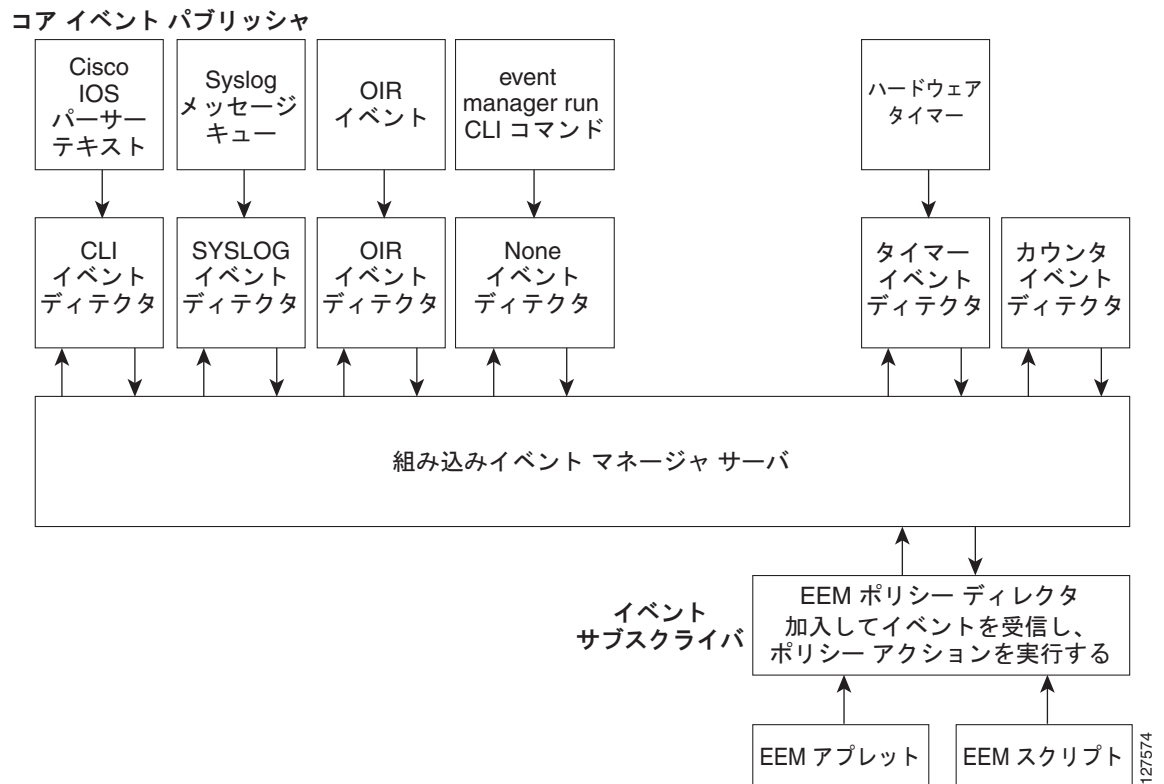 コア イベント パブリッシャ
Cisco
IOS
パーサー
テキスト
Syslog
メッセージ
キュー
OIR
イベント
event
manager run
CLI コマンド
ハードウェア
タイマー
CLI
イベント
ディテクタ
SYSLOG
イベント
ディテクタ
OIR
イベント
ディテクタ
None
イベント
ディテクタ
タイマー
イベント
ディテクタ
カウンタ
イベント
ディテクタ
組み込みイベント マネージャ サーバ
イベント
サブスクライバ
EEM ポリシー ディレクタ
加入してイベントを受信し、
ポリシー アクションを実行する
EEM アプレット
EEM スクリプト
127574